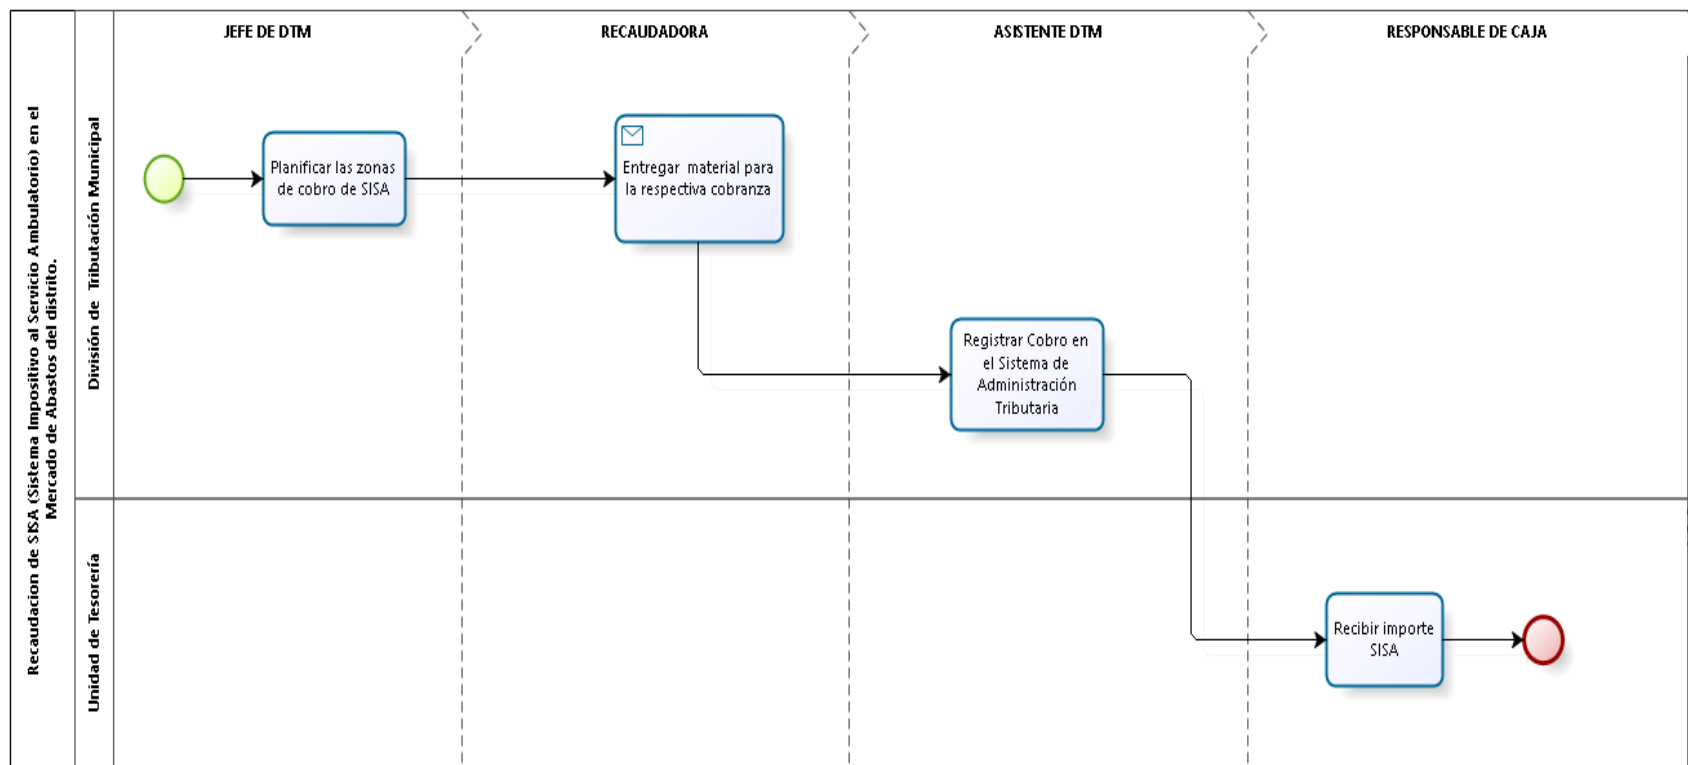 JEFE DE DTM
RECAUDADORA
ASISTENTE DTM
RESPONSABLE DE CAJA
Recaudacion de SISA (Sistema Impositivo al Servicio Ambulatorio) en el
Mercado de Abastos del distrito.
División de Tributación Municipal
Planificar las zonas
de cobro de SISA
Entregar material para
la respectiva cobranza
Registrar Cobro en
el Sistema de
Administración
Tributaria
Unidad de Tesorería
Recibir importe
SISA